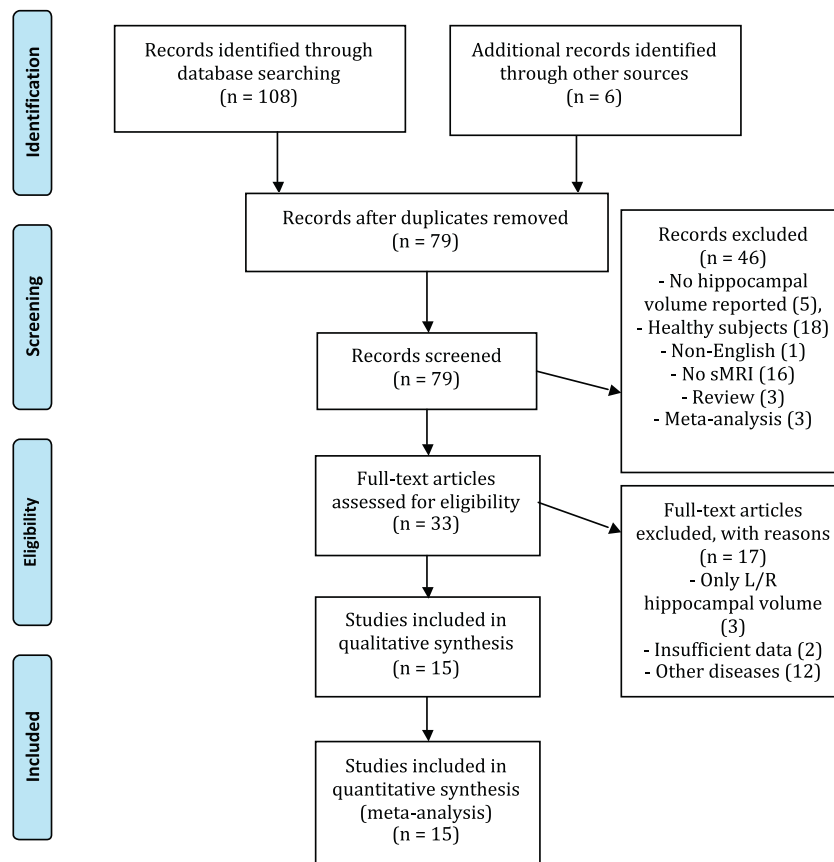 Identification
Records identified through
database searching
(n = 108)
Additional records identified
through other sources
(n = 6)
Records after duplicates removed
(n = 79)
Screening
Records screened
(n = 79)
Records excluded
(n = 46)
- No hippocampal
volume reported (5),
- Healthy subjects (18)
- Non-English (1)
- No sMRI (16)
- Review (3)
- Meta-analysis (3)
Eligibility
Full-text articles
assessed for eligibility
(n = 33)
Full-text articles
excluded, with reasons
(n = 17)
- Only L/R
hippocampal volume
(3)
- Insufficient data (2)
- Other diseases (12)
Studies included in
qualitative synthesis
(n = 15)
Included
Studies included in
quantitative synthesis
(meta-analysis)
(n = 15)